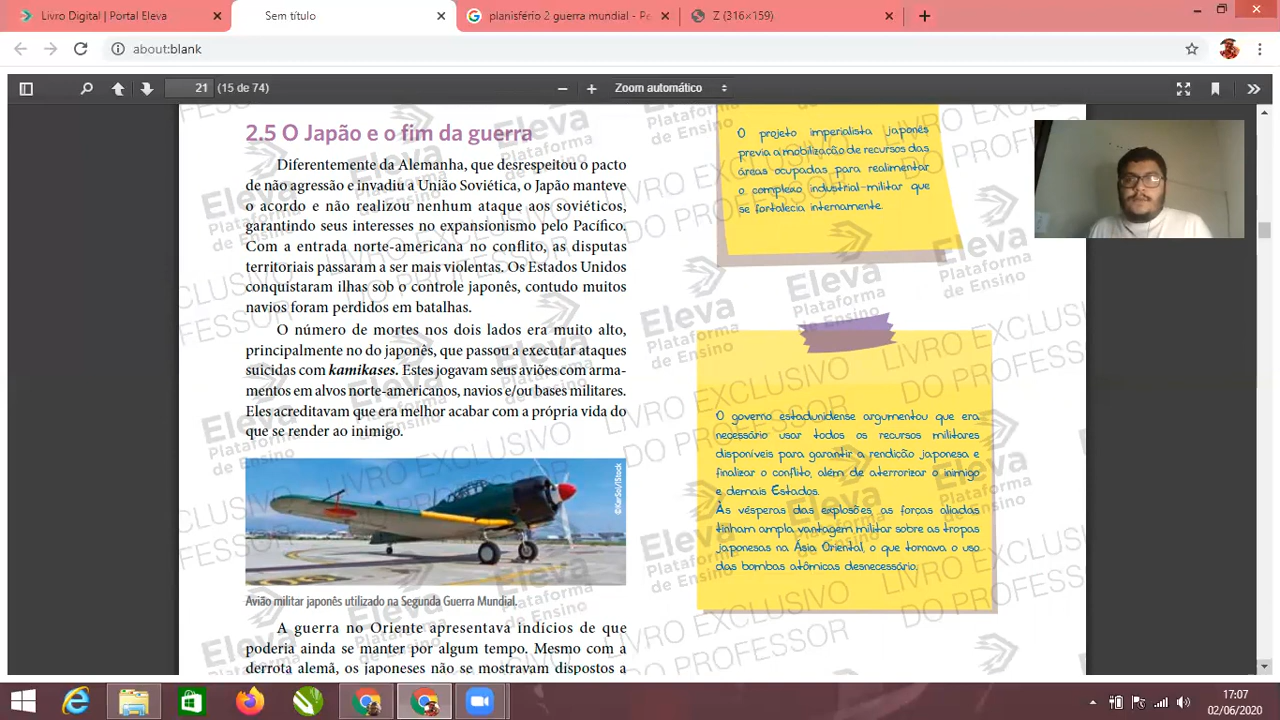 Livro Digital | Portal Eleva
Sem título
planisfério 2 guerra mundial - Pe
Z (316×159)
about:blank
21
(15 de 74)
Zoom automático
2.5 O Japão e o fim da guerra
Diferentemente da Alemanha, que desrespeitou o pacto
de não agressão e invadiu a União Soviética, o Japão manteve
o acordo e não realizou nenhum ataque aos soviéticos,
garantindo seus interesses no expansionismo pelo Pacífico.
Com a entrada norte-americana no conflito, as disputas
territoriais passaram a ser mais violentas. Os Estados Unidos
conquistaram ilhas sob o controle japonês, contudo muitos
navios foram perdidos em batalhas.
O número de mortes nos dois lados era muito alto,
principalmente no do japonês, que passou a executar ataques
suicidas com kamikases. Estes jogavam seus aviões com arma-
mentos em alvos norte-americanos, navios e/ou bases militares.
Eles acreditavam que era melhor acabar com a própria vida do
que se render ao inimigo.
©KarSol/iStock
Avião militar japonês utilizado na Segunda Guerra Mundial.
A guerra no Oriente apresentava indícios de que
poderia ainda se manter por algum tempo. Mesmo com a
derrota alemã, os japoneses não se mostravam dispostos a
O projeto imperialista japonês
previa a mobilização de recursos das
áreas ocupadas para realimentar
o complexo industrial-militar que
se fortalecia internamente.
O governo estadunidense argumentou que era
necessário usar todos os recursos militares
disponíveis para garantir a rendição japonesa e
finalizar o conflito, além de aterrorizar o inimigo
e demais Estados.
Às vésperas das explosões, as forças aliadas
tinham ampla vantagem militar sobre as tropas
japonesas na Ásia Oriental, o que tornava o uso
das bombas atômicas desnecessário.
Eleva
Plataforma
de Ensino
LIVRO EXCLUSIVO
DO PROFESSOR
17:07
02/06/2020